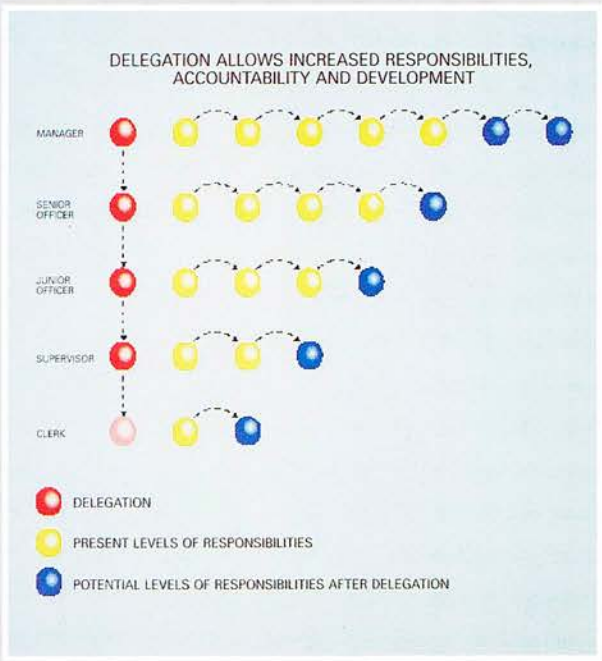 DELEGATION ALLOWS INCREASED RESPONSIBILITIES,
ACCOUNTABILITY AND DEVELOPMENT
MANAGER
SENIOR
OFFICER
JUNIOR
OFFICER
SUPERVISOR
CLERK
DELEGATION
PRESENT LEVELS OF RESPONSIBILITIES
POTENTIAL LEVELS OF RESPONSIBILITIES AFTER DELEGATION